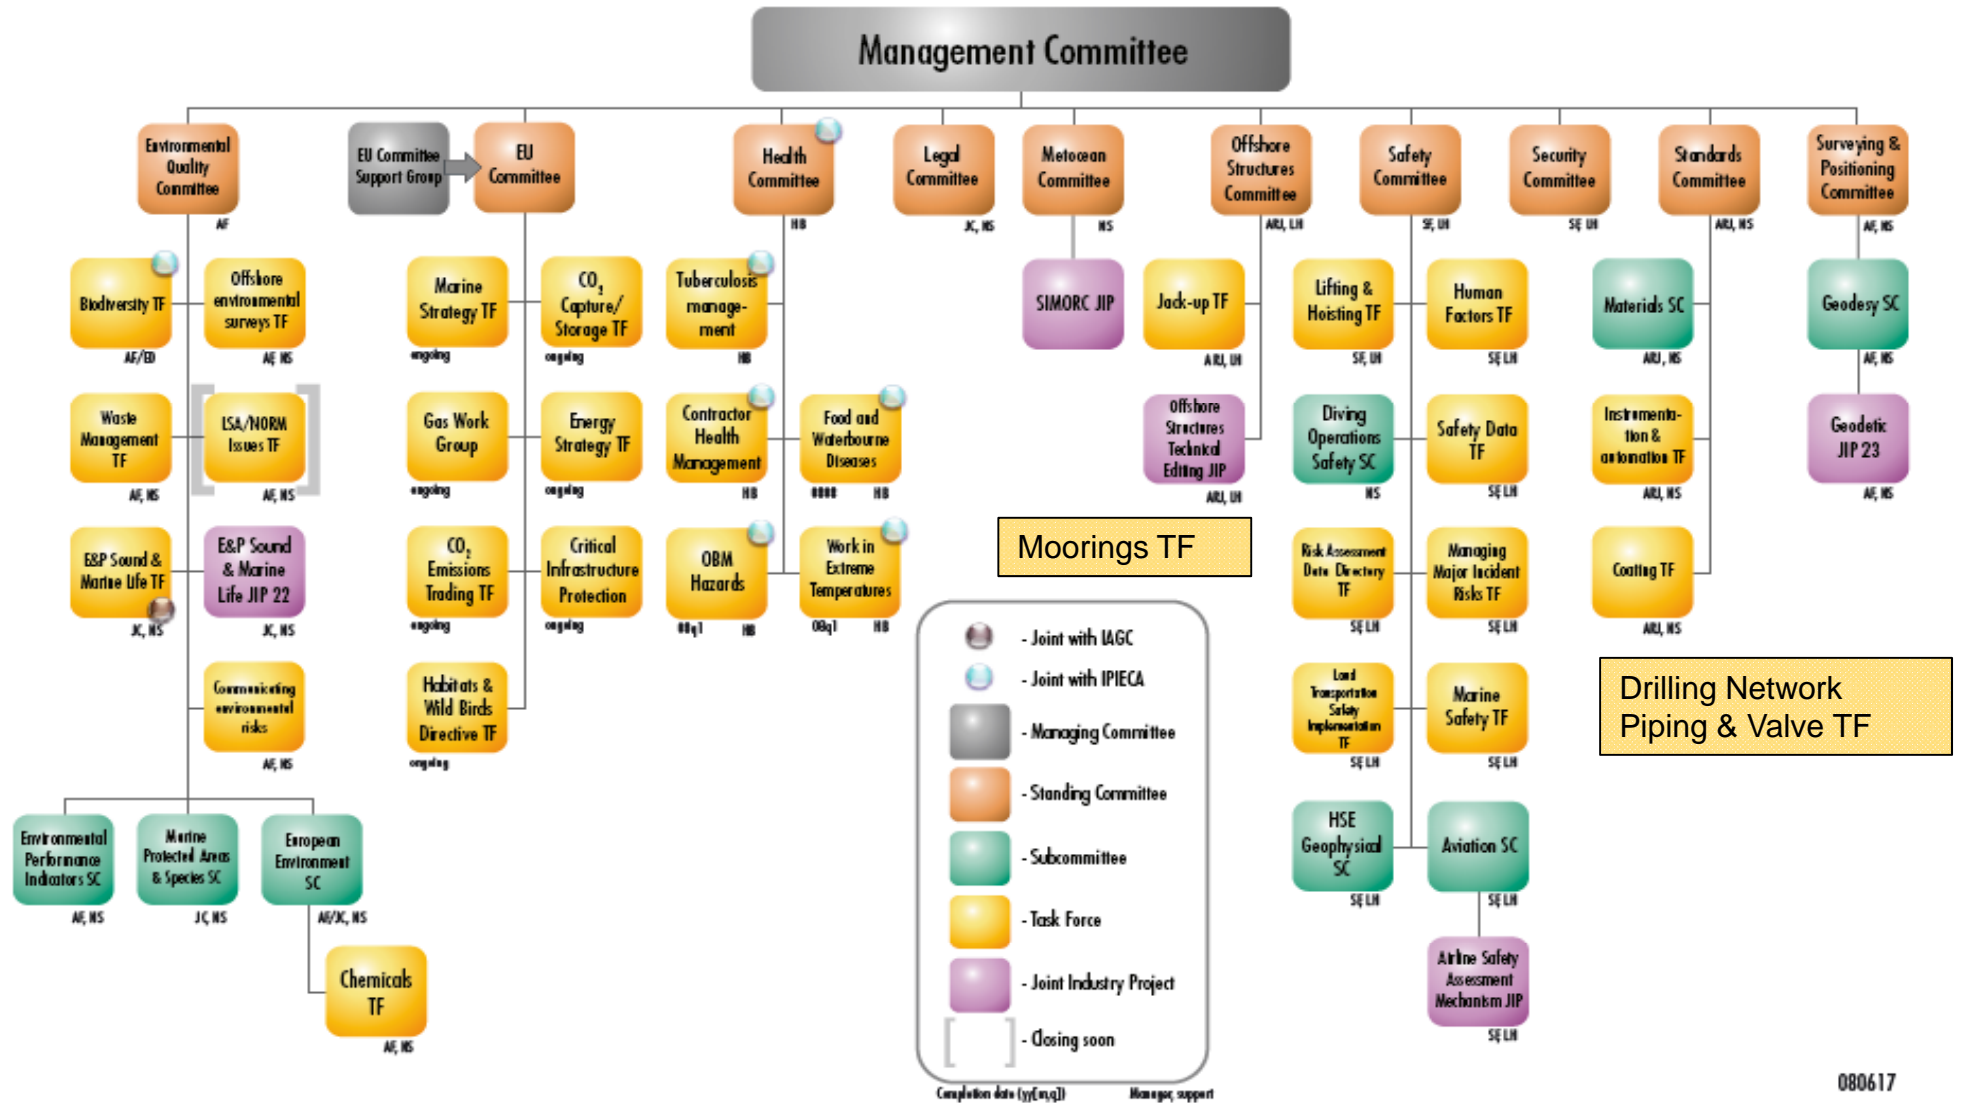 Management Committee
Environmental
Quality
Committee
AF
EU Committee
Support Group
EU
Committee
Health
Committee
HB
Legal
Committee
JC, NS
Metocean
Committee
NS
Offshore
Structures
Committee
ARJ, LH
Safety
Committee
SF, LH
Security
Committee
SF, LH
Standards
Committee
ARJ, NS
Surveying &
Positioning
Committee
AF, NS
Biodiversity TF
AF/ED
Offshore
environmental
surveys TF
AF, NS
Marine
Strategy TF
ongoing
CO2
Capture/
Storage TF
ongoing
Tuberculosis
manage-
ment
HB
SIMORC JIP
Jack-up TF
ARJ, LH
Lifting &
Hoisting TF
SF, LH
Human
Factors TF
SF, LH
Materials SC
ARJ, NS
Geodesy SC
AF, NS
Waste
Management
TF
AF, NS
LSA/NORM
Issues TF
AF, NS
Gas Work
Group
ongoing
Energy
Strategy TF
ongoing
Contractor
Health
Management
HB
Food and
Waterbourne
Diseases
HB
Offshore
Structures
Technical
Editing JIP
ARJ, LH
Diving
Operations
Safety SC
NS
Safety Data
TF
SF, LH
Instrumenta-
tion &
automation TF
ARJ, NS
Geodetic
JIP 23
AF, NS
E&P Sound &
Marine Life TF
JC, NS
E&P Sound
& Marine
Life JIP 22
JC, NS
CO2
Emissions
Trading TF
ongoing
Critical
Infrastructure
Protection
ongoing
OBM
Hazards
HB
Work in
Extreme
Temperatures
08q1 HB
Moorings TF
Risk Assessment
Data Directory
TF
SF, LH
Managing
Major Incident
Risks TF
SF, LH
Coating TF
ARJ, NS
Communicating
environmental
risks
AF, NS
Habitats &
Wild Birds
Directive TF
ongoing
Land
Transportation
Safety
Implementation
TF
SF, LH
Marine
Safety TF
SF, LH
Drilling Network
Piping & Valve TF
Environmental
Performance
Indicators SC
AF, NS
Marine
Protected Areas
& Species SC
JC, NS
European
Environment
SC
AF/JC, NS
HSE
Geophysical
SC
SF, LH
Aviation SC
SF, LH
Chemicals
TF
AF, NS
Airline Safety
Assessment
Mechanism JIP
SF, LH
- Joint with IAGC
- Joint with IPIECA
- Managing Committee
- Standing Committee
- Subcommittee
- Task Force
- Joint Industry Project
- Closing soon
Completion date (yy[m,q]) Manager, support
080617